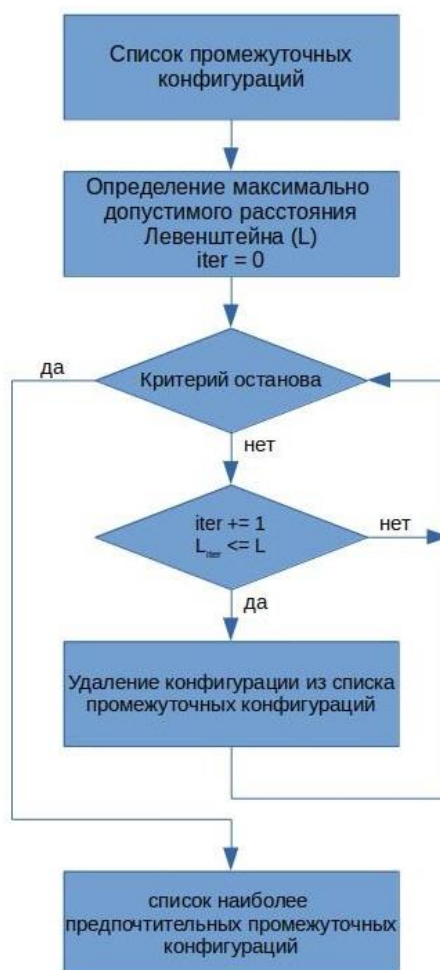 Список промежуточных
конфигураций
Определение максимально
допустимого расстояния
Левенштейна (L)
iter = 0
да
Критерий останова
нет
iter += 1
L_iter <= L
нет
да
Удаление конфигурации из списка
промежуточных конфигураций
список наиболее
предпочтительных промежуточных
конфигураций